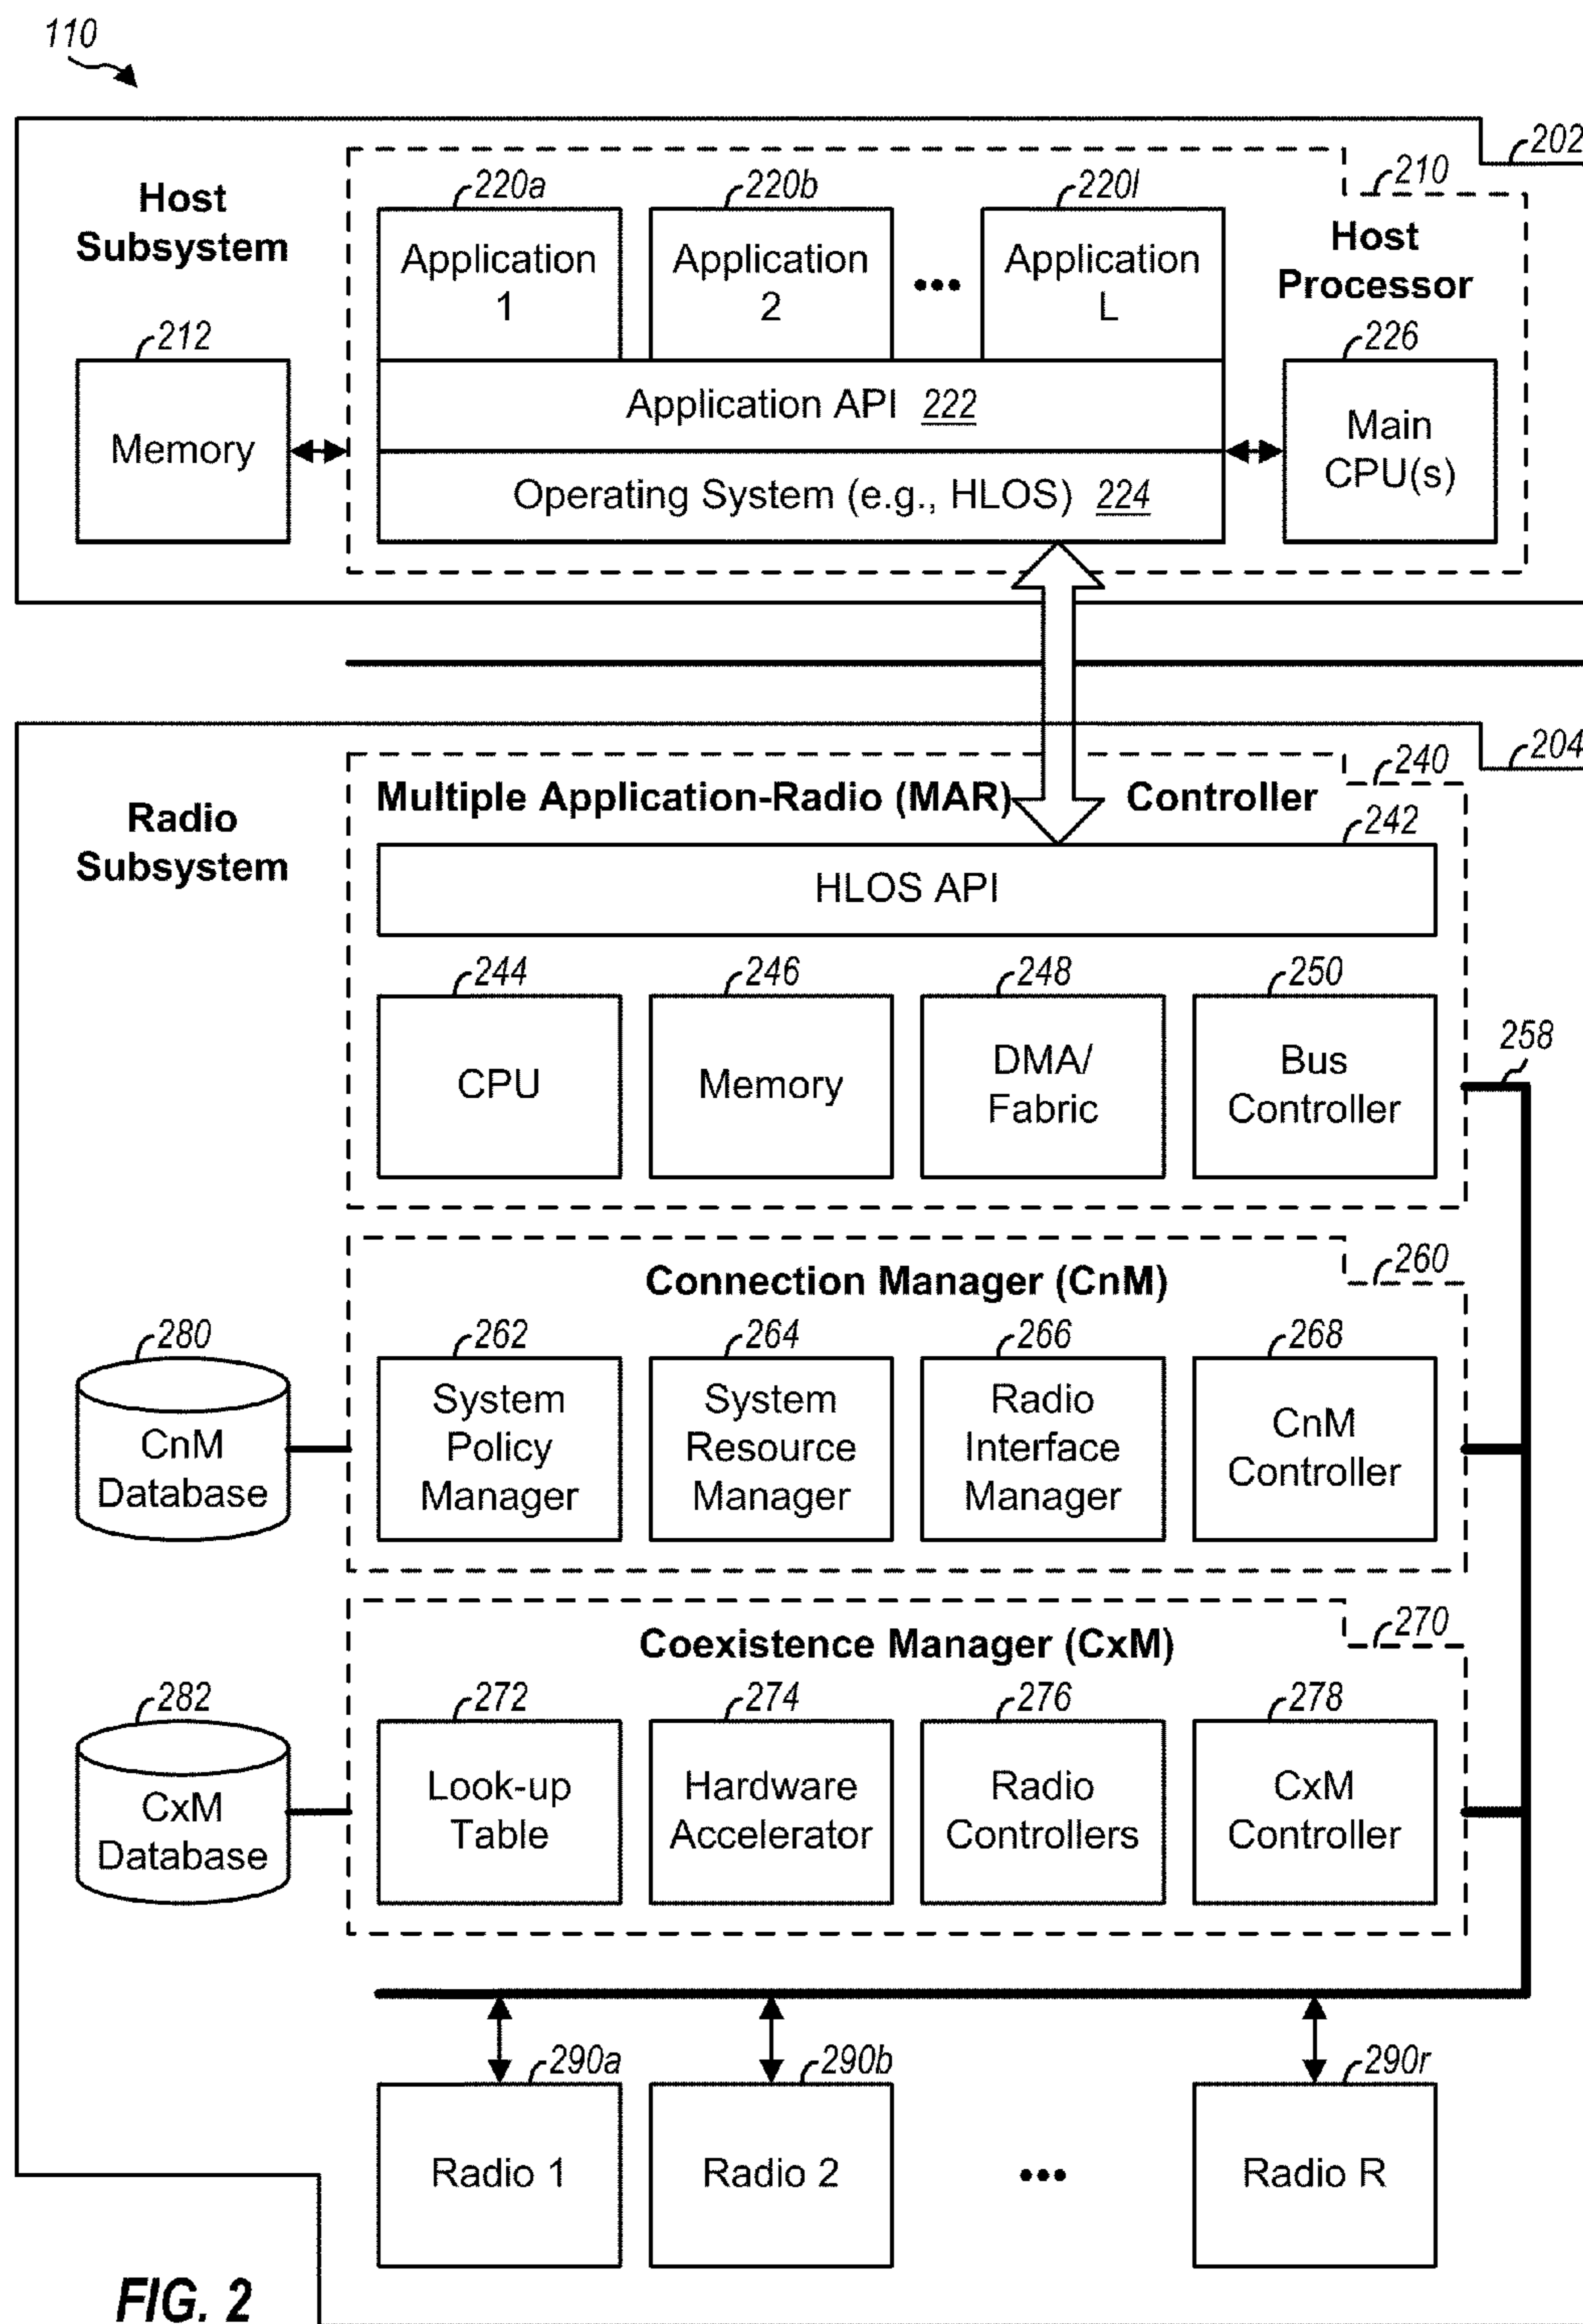 110
202
210
Host
Subsystem
220a
220b
220l
Application
1
Application
2
•••
Application
L
Host
Processor
212
Memory
226
Main
CPU(s)
Application API 222
Operating System (e.g., HLOS) 224
204
240
Radio
Subsystem
Multiple Application-Radio (MAR) Controller
242
HLOS API
244
246
248
250
CPU
Memory
DMA/
Fabric
Bus
Controller
258
260
Connection Manager (CnM)
280
CnM
Database
262
264
266
268
System
Policy
Manager
System
Resource
Manager
Radio
Interface
Manager
CnM
Controller
270
Coexistence Manager (CxM)
282
CxM
Database
272
274
276
278
Look-up
Table
Hardware
Accelerator
Radio
Controllers
CxM
Controller
290a
290b
290r
Radio 1
Radio 2
•••
Radio R
FIG. 2